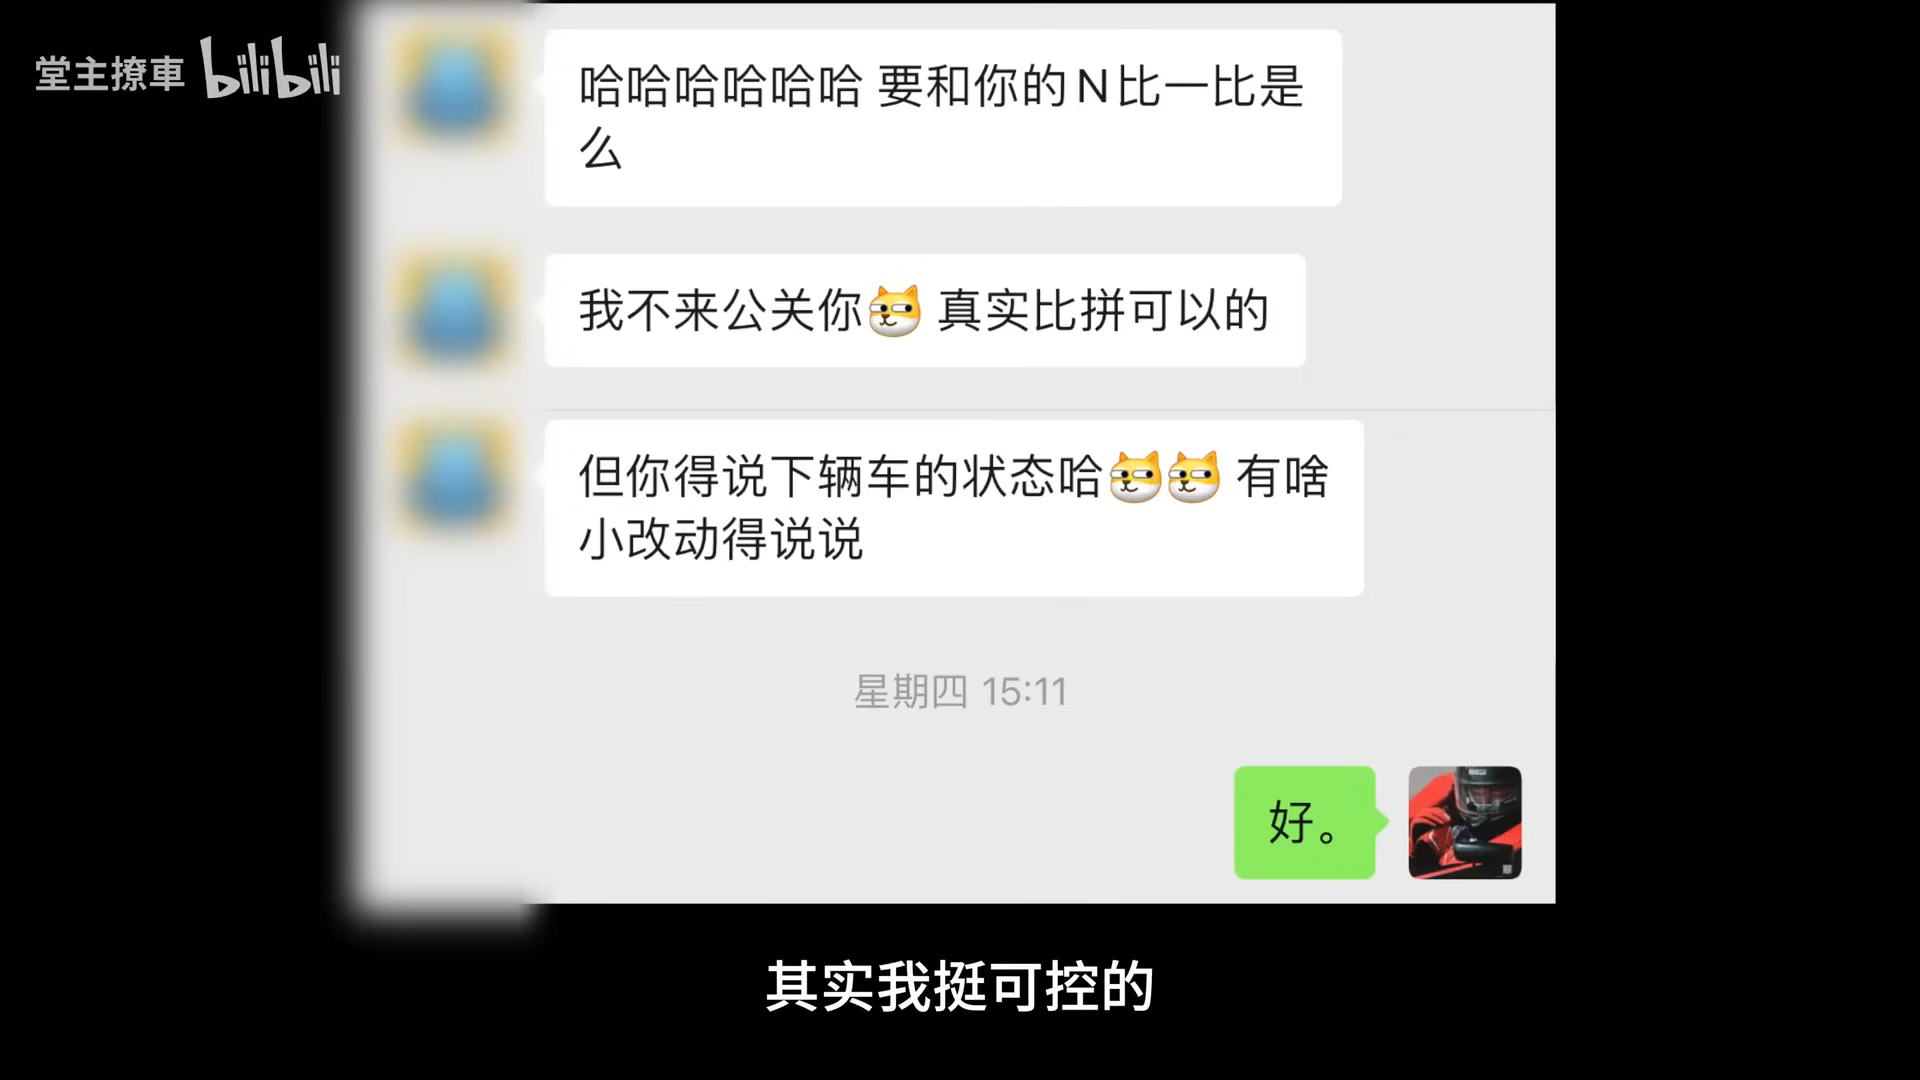 堂主撩車 bilibili
哈哈哈哈哈哈 要和你的N比一比是
么
我不来公关你 真实比拼可以的
但你得说下辆车的状态哈 有啥
小改动得说说
星期四 15:11
好。
其实我挺可控的